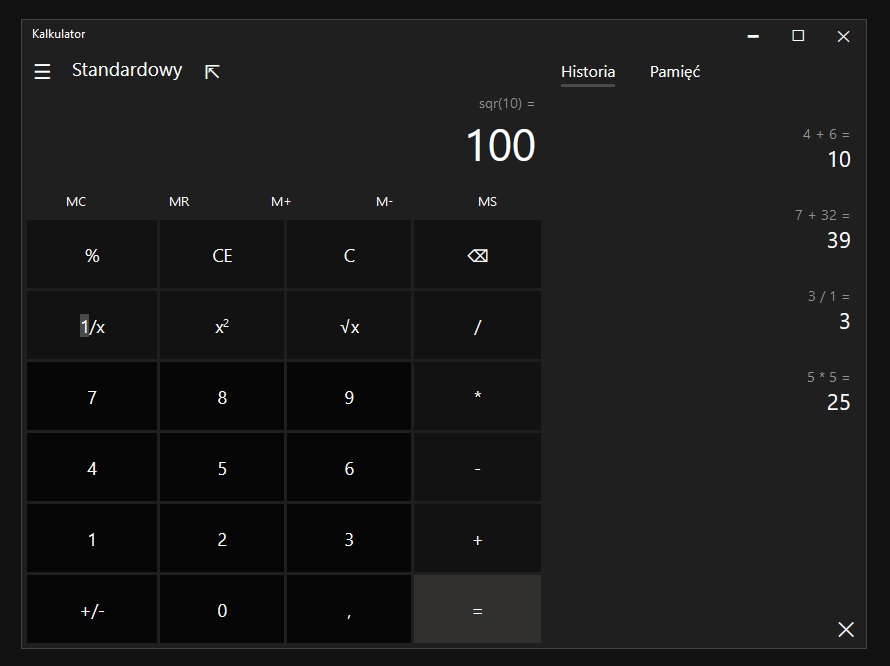 Kalkulator
☰ Standardowy
Historia Pamięć
sqr(10) =
100
MC MR M+ M- MS
% CE C ⌫
1/x x² √x /
7 8 9 *
4 5 6 -
1 2 3 +
+/- 0 , =
4 + 6 =
10
7 + 32 =
39
3 / 1 =
3
5 * 5 =
25